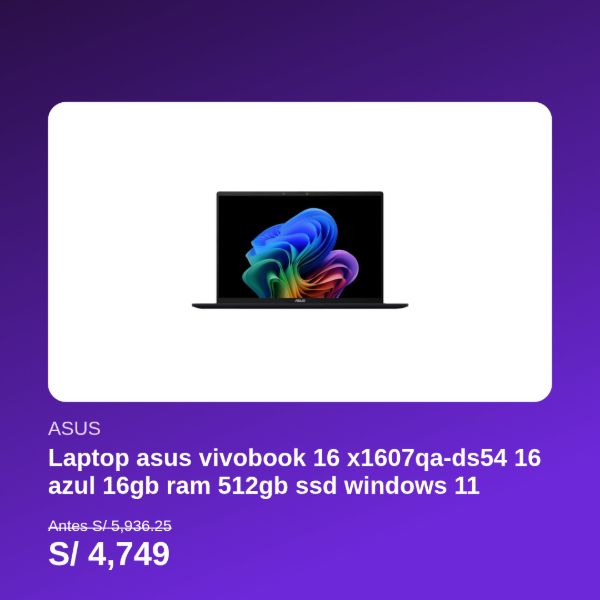 ASUS
Laptop asus vivobook 16 x1607qa-ds54 16
azul 16gb ram 512gb ssd windows 11
Antes S/ 5,936.25
S/ 4,749